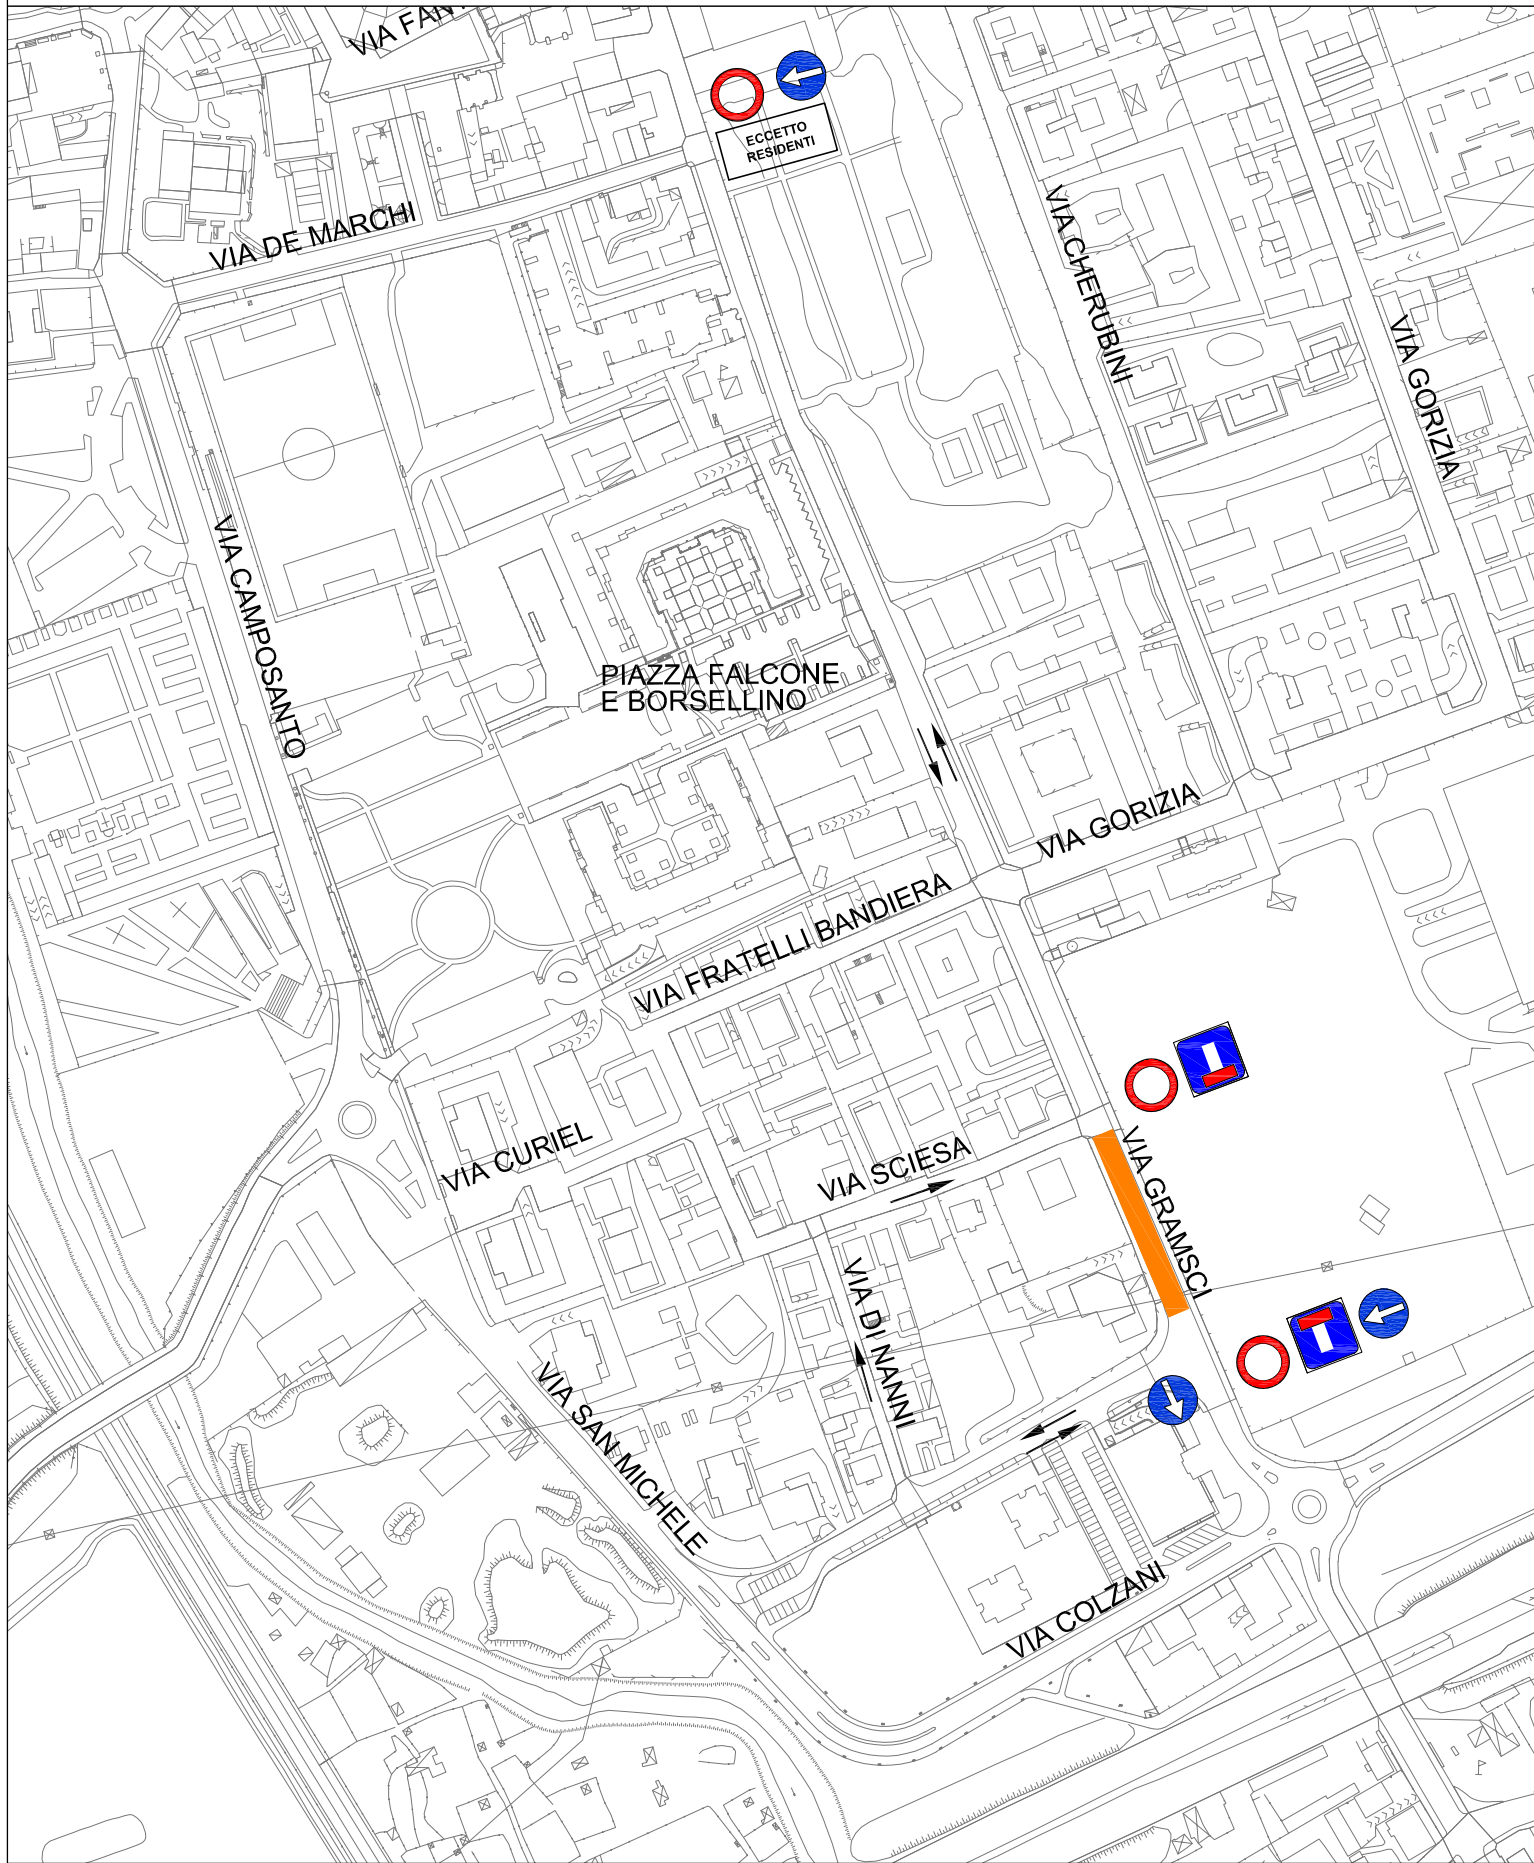 VIA FANT
ECCETTO
RESIDENTI
VIA DE MARCHI
VIA CHERUBINI
VIA GORIZIA
VIA CAMPOSANTO
PIAZZA FALCONE
E BORSELLINO
VIA GORIZIA
VIA FRATELLI BANDIERA
VIA CURIEL
VIA SCIESA
VIA GRAMSCI
VIA DI NANNI
VIA SAN MICHELE
VIA COLZANI